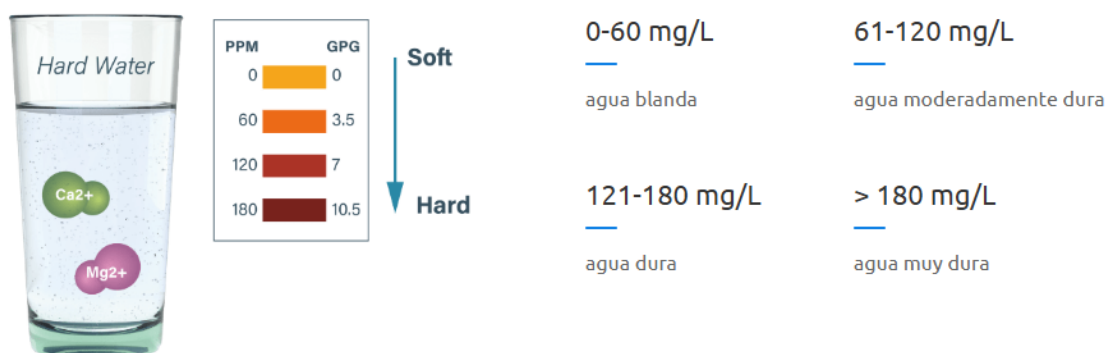 Hard Water
Ca2+
Mg2+
PPM GPG
0 0
60 3.5
120 7
180 10.5
Soft
Hard
0-60 mg/L
agua blanda
61-120 mg/L
agua moderadamente dura
121-180 mg/L
agua dura
> 180 mg/L
agua muy dura